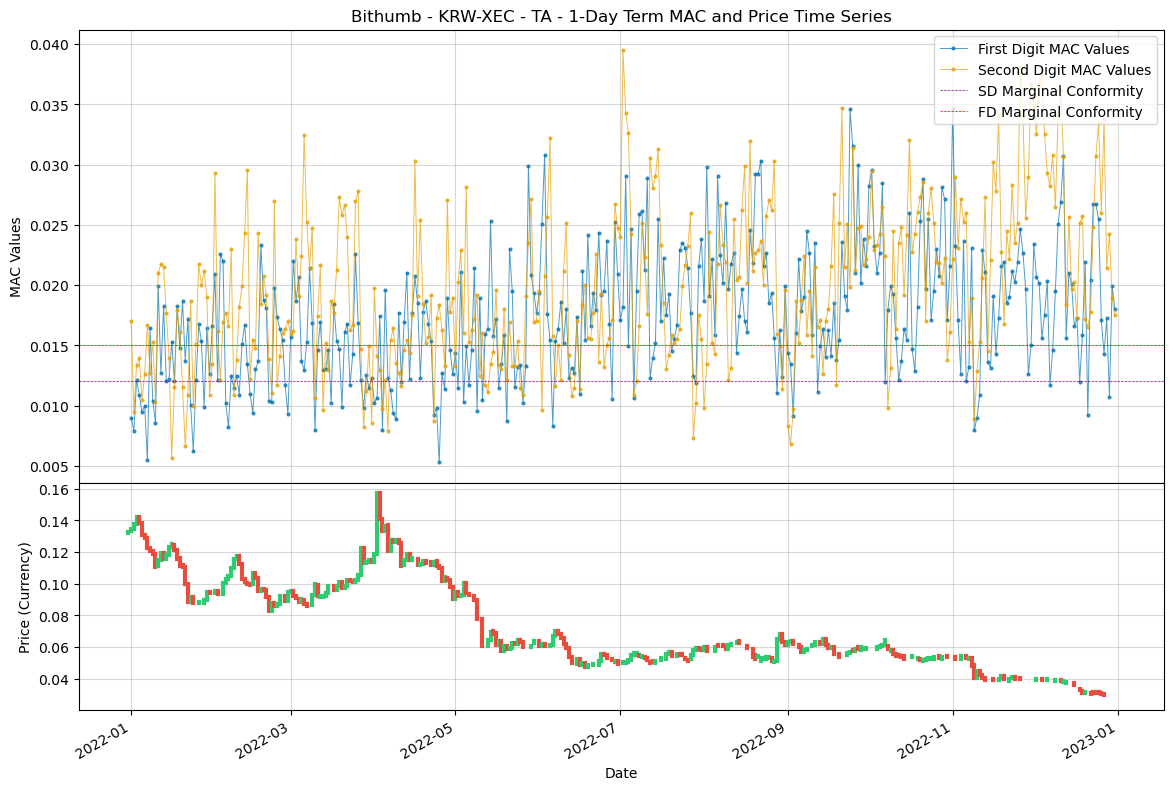 Bithumb - KRW-XEC - TA - 1-Day Term MAC and Price Time Series
First Digit MAC Values
Second Digit MAC Values
SD Marginal Conformity
FD Marginal Conformity
MAC Values
0.040
0.035
0.030
0.025
0.020
0.015
0.010
0.005
Price (Currency)
0.16
0.14
0.12
0.10
0.08
0.06
0.04
2022-01
2022-03
2022-05
2022-07
2022-09
2022-11
2023-01
Date